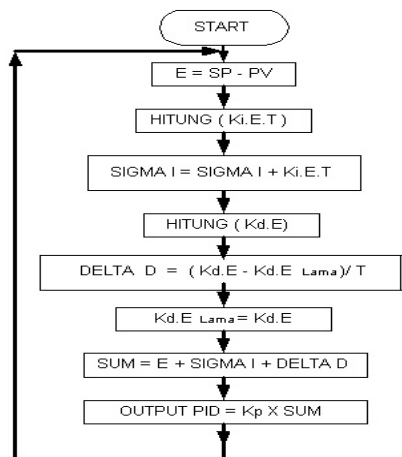 START
E = SP - PV
HITUNG ( Ki.E.T )
SIGMA I = SIGMA I + Ki.E.T
HITUNG ( Kd.E)
DELTA D = ( Kd.E - Kd.E Lama)/ T
Kd.E Lama = Kd.E
SUM = E + SIGMA I + DELTA D
OUTPUT PID = Kp X SUM